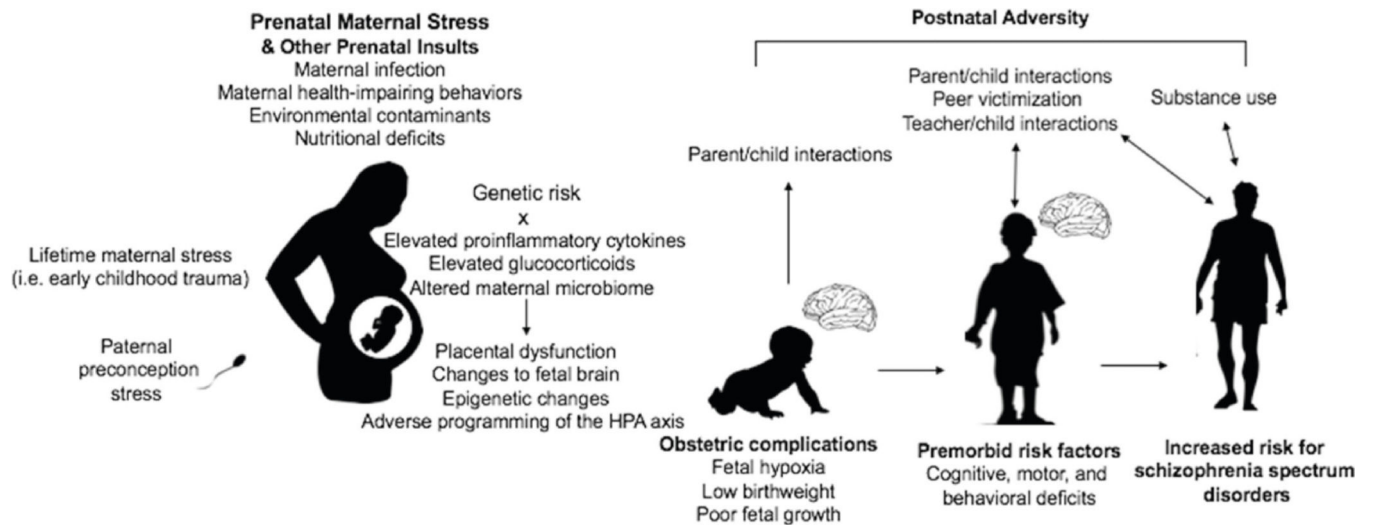 Prenatal Maternal Stress
& Other Prenatal Insults
Maternal infection
Maternal health-impairing behaviors
Environmental contaminants
Nutritional deficits
Lifetime maternal stress
(i.e. early childhood trauma)
Paternal
preconception
stress
Genetic risk
x
Elevated proinflammatory cytokines
Elevated glucocorticoids
Altered maternal microbiome
Placental dysfunction
Changes to fetal brain
Epigenetic changes
Adverse programming of the HPA axis
Postnatal Adversity
Parent/child interactions
Parent/child interactions
Peer victimization
Teacher/child interactions
Substance use
Obstetric complications
Fetal hypoxia
Low birthweight
Poor fetal growth
Premorbid risk factors
Cognitive, motor, and
behavioral deficits
Increased risk for
schizophrenia spectrum
disorders